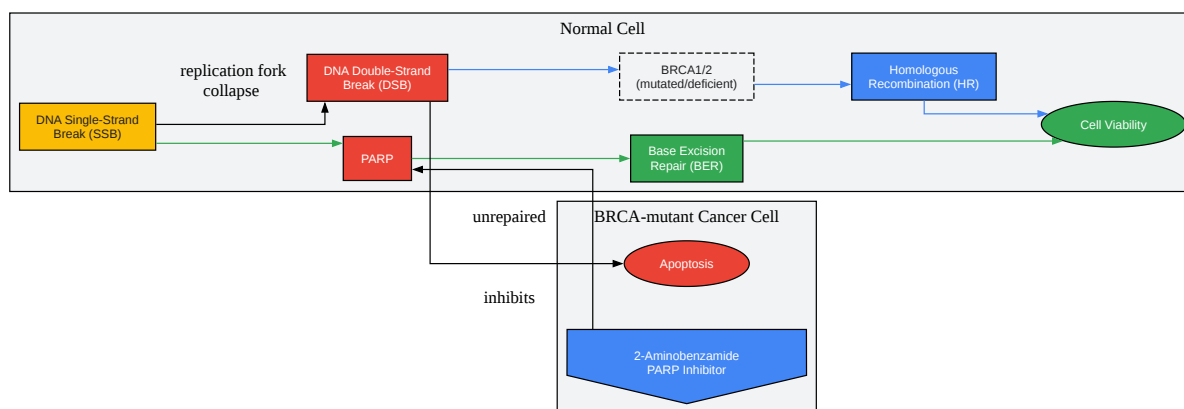 Normal Cell
replication fork
collapse
DNA Double-Strand
Break (DSB)
BRCA1/2
(mutated/deficient)
Homologous
Recombination (HR)
DNA Single-Strand
Break (SSB)
Cell Viability
PARP
Base Excision
Repair (BER)
unrepaired
BRCA-mutant Cancer Cell
Apoptosis
inhibits
2-Aminobenzamide
PARP Inhibitor